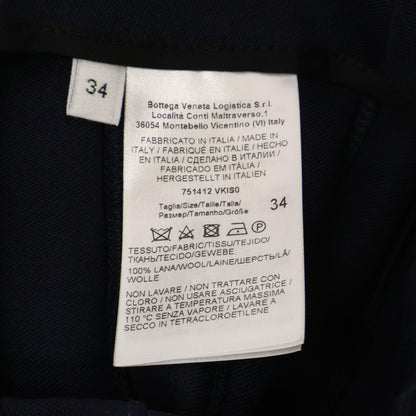 34
Bottega Veneta Logistica S.r.l.
Località Conti Maltraverso,1
36054 Montebello Vicentino (VI) Italy
FABBRICATO IN ITALIA / MADE IN
ITALY / FABRIQUÉ EN ITALIE / HECHO
EN ITALIA / СДЕЛАНО В ИТАЛИИ /
FABRICADO EM ITÁLIA /
HERGESTELLT IN ITALIEN
751412 VKIS0
Taglia/Size/Taille/Talla/
Размер/Tamanho/Größe
34
TESSUTO/FABRIC/TISSU/TEJIDO/
ТКАНЬ/TECIDO/GEWEBE:
100% LANA/WOOL/LAINE/ШЕРСТЬ/LÃ/
WOLLE
NON LAVARE / NON TRATTARE CON
CLORO / NON USARE ASCIUGATRICE /
STIRARE A TEMPERATURA MASSIMA
110 °C SENZA VAPORE / LAVARE A
SECCO IN TETRACLOROETILENE